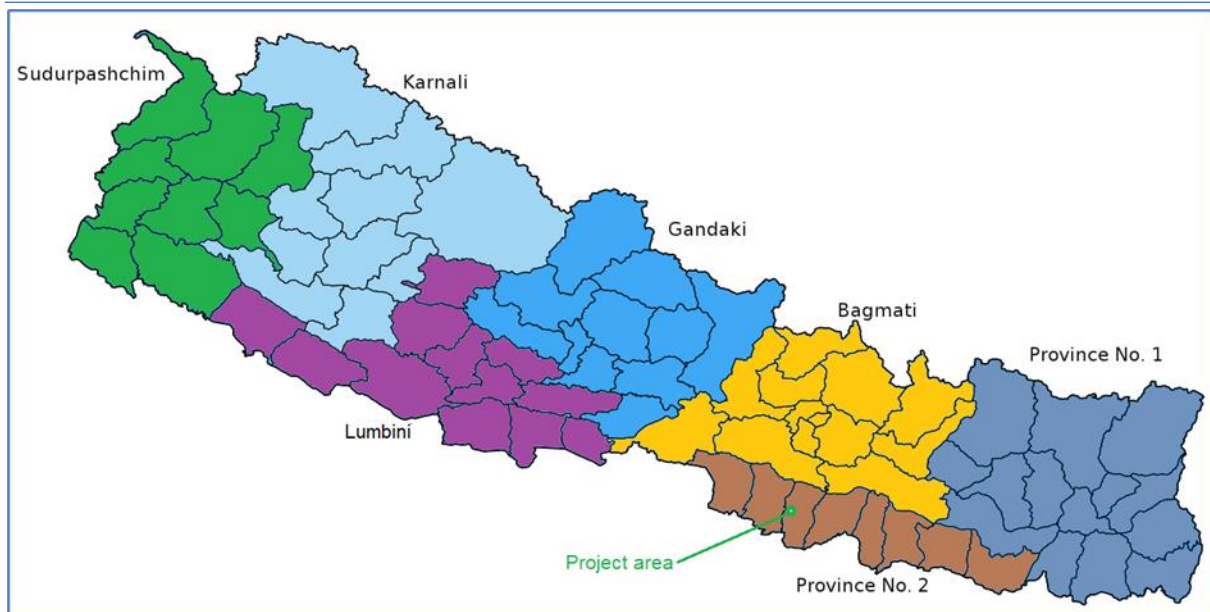 Sudurpashchim
Karnali
Gandaki
Bagmati
Province No. 1
Lumbini
Project area
Province No. 2